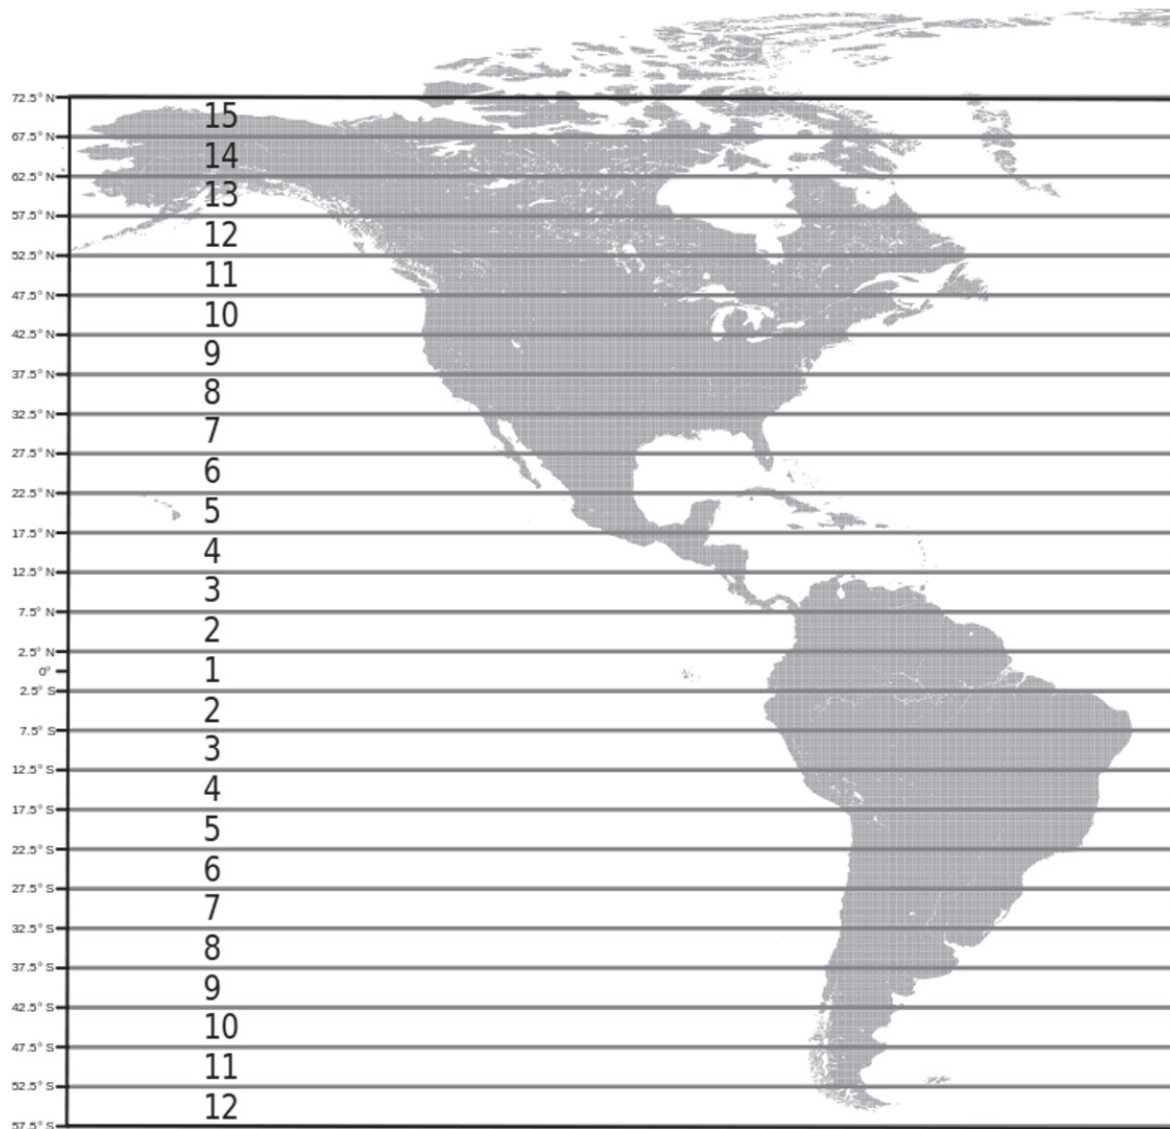 72.5° N
15
67.5° N
14
62.5° N
13
57.5° N
12
52.5° N
11
47.5° N
10
42.5° N
9
37.5° N
8
32.5° N
7
27.5° N
6
22.5° N
5
17.5° N
4
12.5° N
3
7.5° N
2
2.5° N
0°
1
2.5° S
2
7.5° S
3
12.5° S
4
17.5° S
5
22.5° S
6
27.5° S
7
32.5° S
8
37.5° S
9
42.5° S
10
47.5° S
11
52.5° S
12
57.5° S